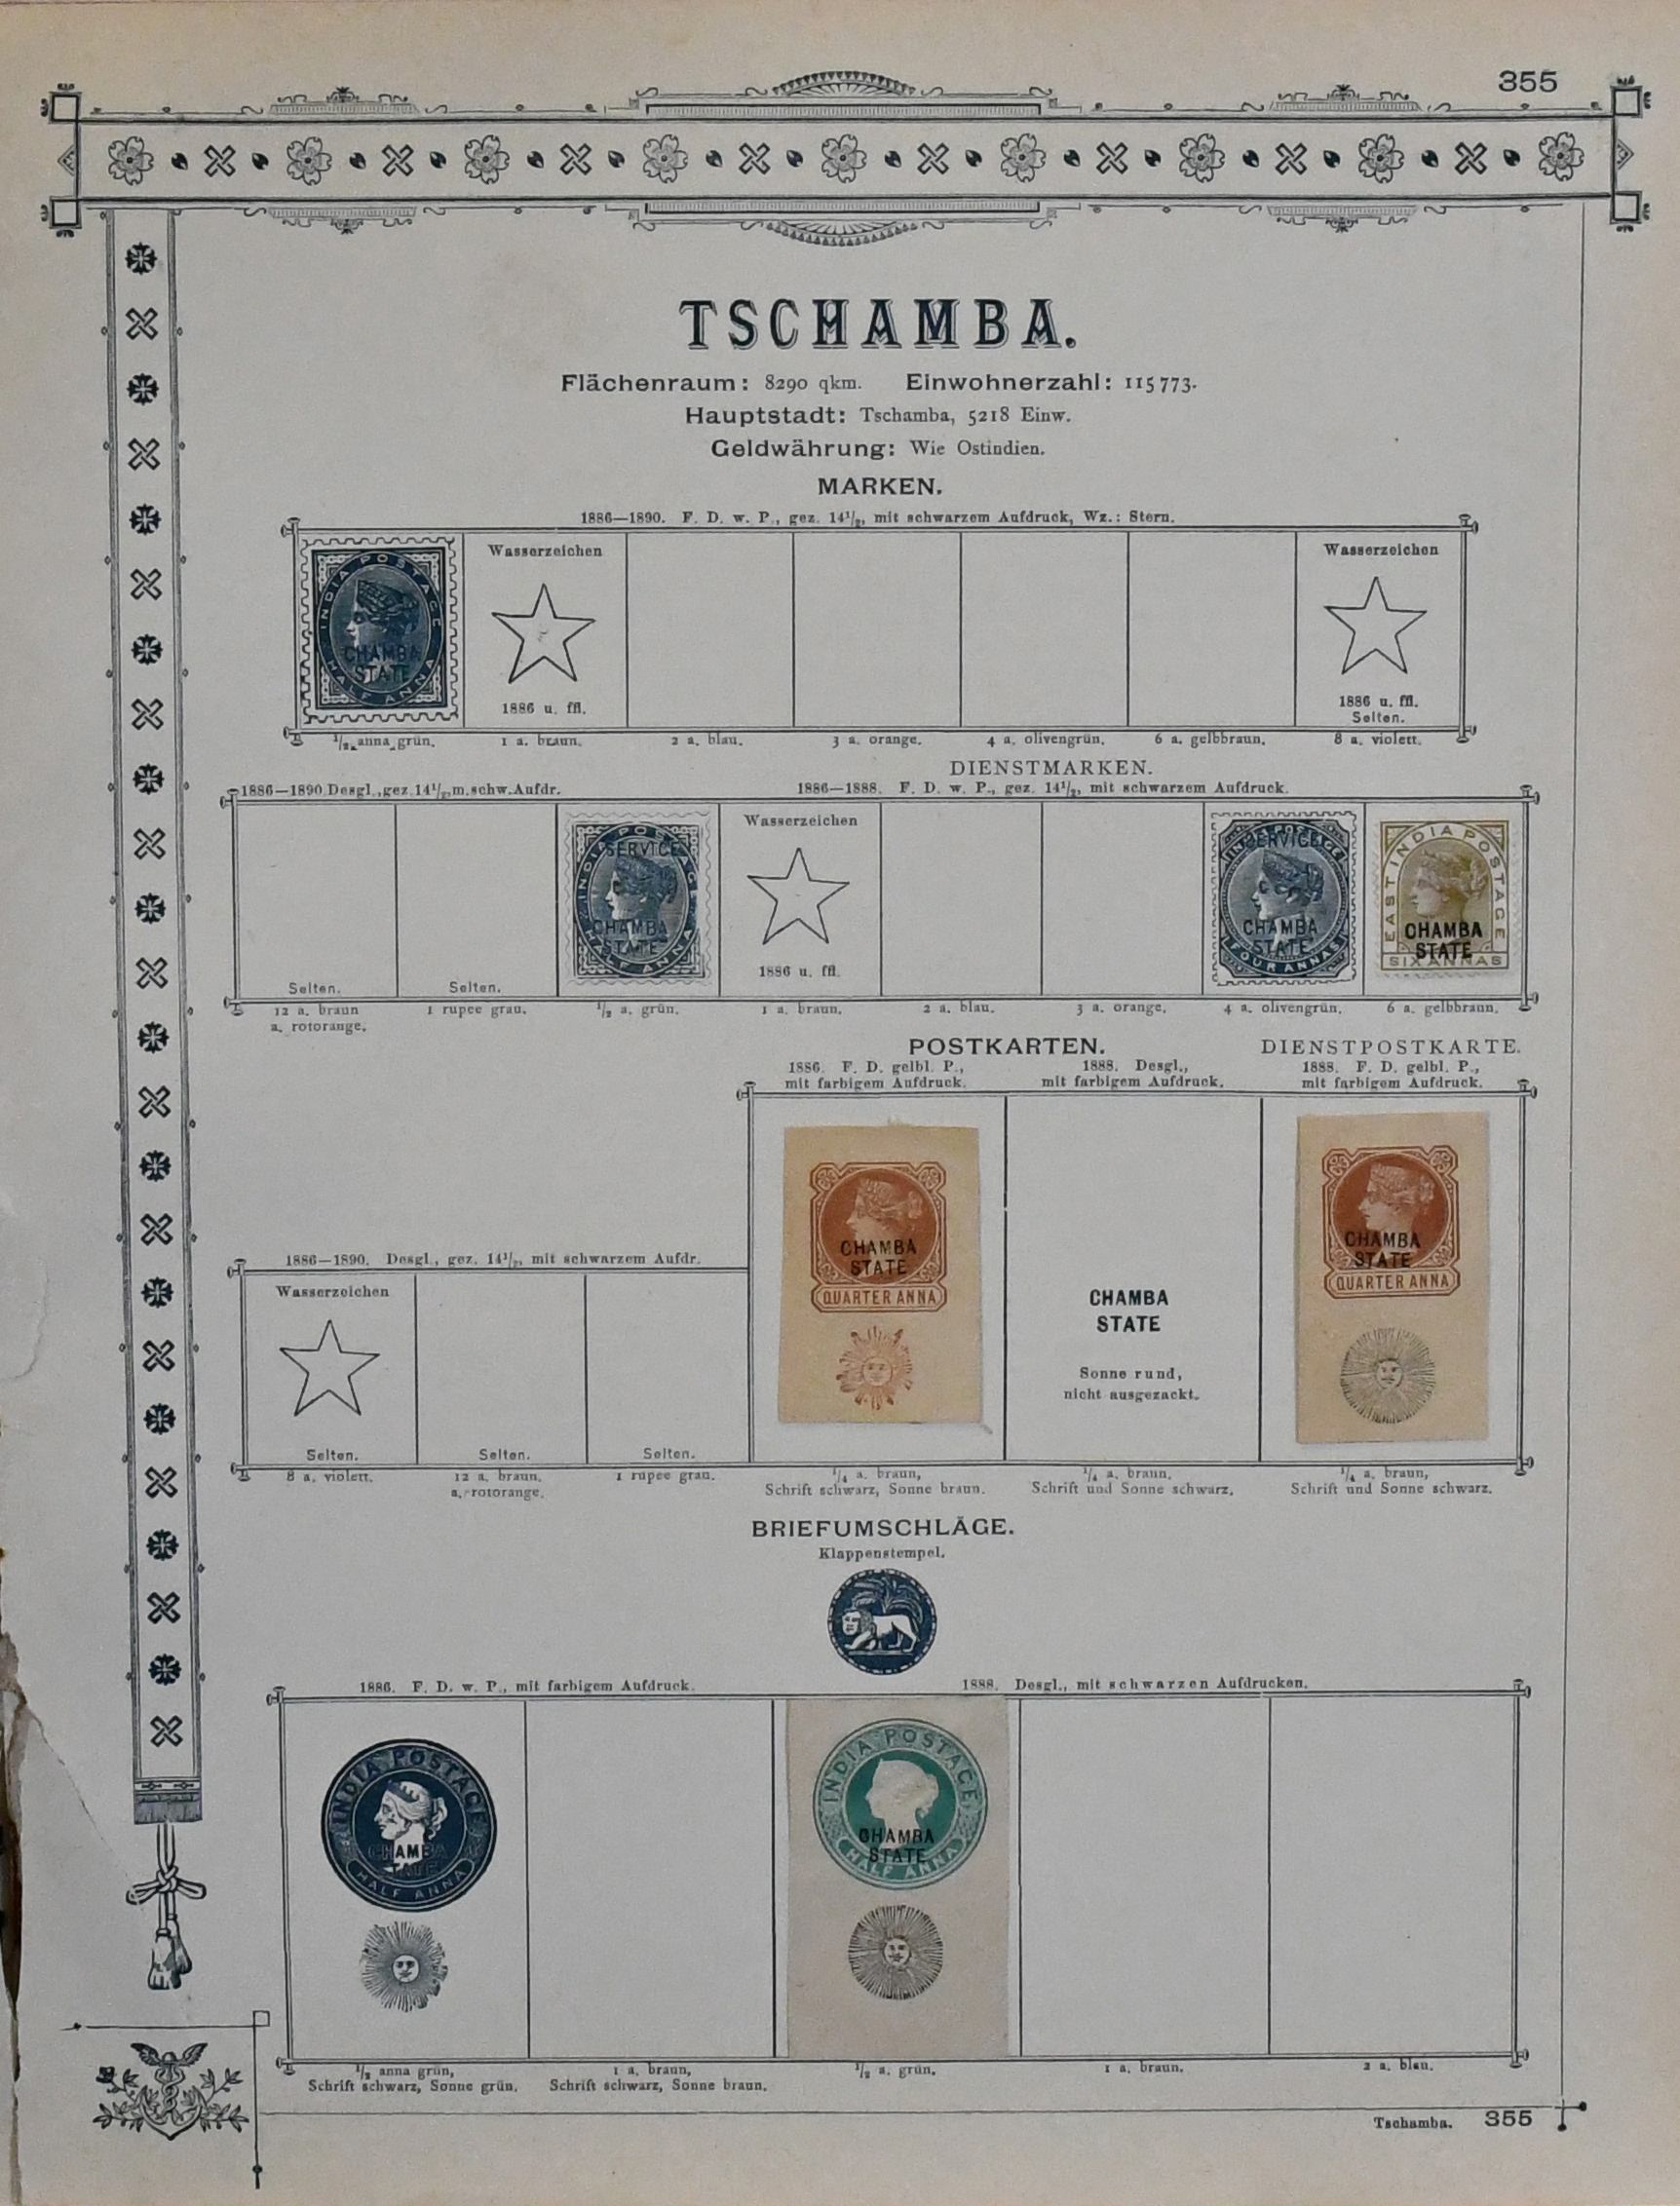 355
TSCHAMBA.
Flächenraum: 8290 qkm. Einwohnerzahl: 115773.
Hauptstadt: Tschamba, 5218 Einw.
Geldwährung: Wie Ostindien.
MARKEN.
1886—1890. F. D. w. P., gez. 14½, mit schwarzem Aufdruck, Wz.: Stern.
INDIA POSTAGE
CHAMBA
STATE
HALF ANNA
Wasserzeichen
1886 u. ffl.
Wasserzeichen
1886 u. ffl.
Selten.
½ anna grün. 1 a. braun. 2 a. blau. 3 a. orange. 4 a. olivengrün. 6 a. gelbbraun. 8 a. violett.
DIENSTMARKEN.
1886—1890. Desgl., gez. 14½, m. schw. Aufdr. 1886—1888. F. D. w. P., gez. 14½, mit schwarzem Aufdruck.
Selten.
Selten.
INDIA POSTAGE
SERVICE
CHAMBA
STATE
HALF ANNA
Wasserzeichen
1886 u. ffl.
INDIA POSTAGE
SERVICE
CHAMBA
STATE
FOUR ANNAS
EAST INDIA POSTAGE
CHAMBA
STATE
SIX ANNAS
12 a. braun 1 rupee grau. ½ a. grün. 1 a. braun. 2 a. blau. 3 a. orange. 4 a. olivengrün. 6 a. gelbbraun.
a. rotorange.
POSTKARTEN. DIENSTPOSTKARTE.
1886. F. D. gelbl. P., 1888. Desgl., 1888. F. D. gelbl. P.,
mit farbigem Aufdruck. mit farbigem Aufdruck. mit farbigem Aufdruck.
CHAMBA
STATE
QUARTER ANNA
CHAMBA
STATE
Sonne rund,
nicht ausgezackt.
CHAMBA
STATE
QUARTER ANNA
1886—1890. Desgl., gez. 14½, mit schwarzem Aufdr.
Wasserzeichen
Selten. Selten. Selten.
8 a. violett. 12 a. braun. 1 rupee grau. ¼ a. braun, ¼ a. braun. ¼ a. braun,
a. rotorange. Schrift schwarz, Sonne braun. Schrift und Sonne schwarz. Schrift und Sonne schwarz.
BRIEFUMSCHLÄGE.
Klappenstempel.
1886. F. D. w. P., mit farbigem Aufdruck. 1888. Desgl., mit schwarzen Aufdrucken.
INDIA POSTAGE
CHAMBA
STATE
HALF ANNA
INDIA POSTAGE
CHAMBA
STATE
HALF ANNA
½ anna grün, 1 a. braun, ½ a. grün. 1 a. braun. 2 a. blau.
Schrift schwarz, Sonne grün. Schrift schwarz, Sonne braun.
Tschamba. 355